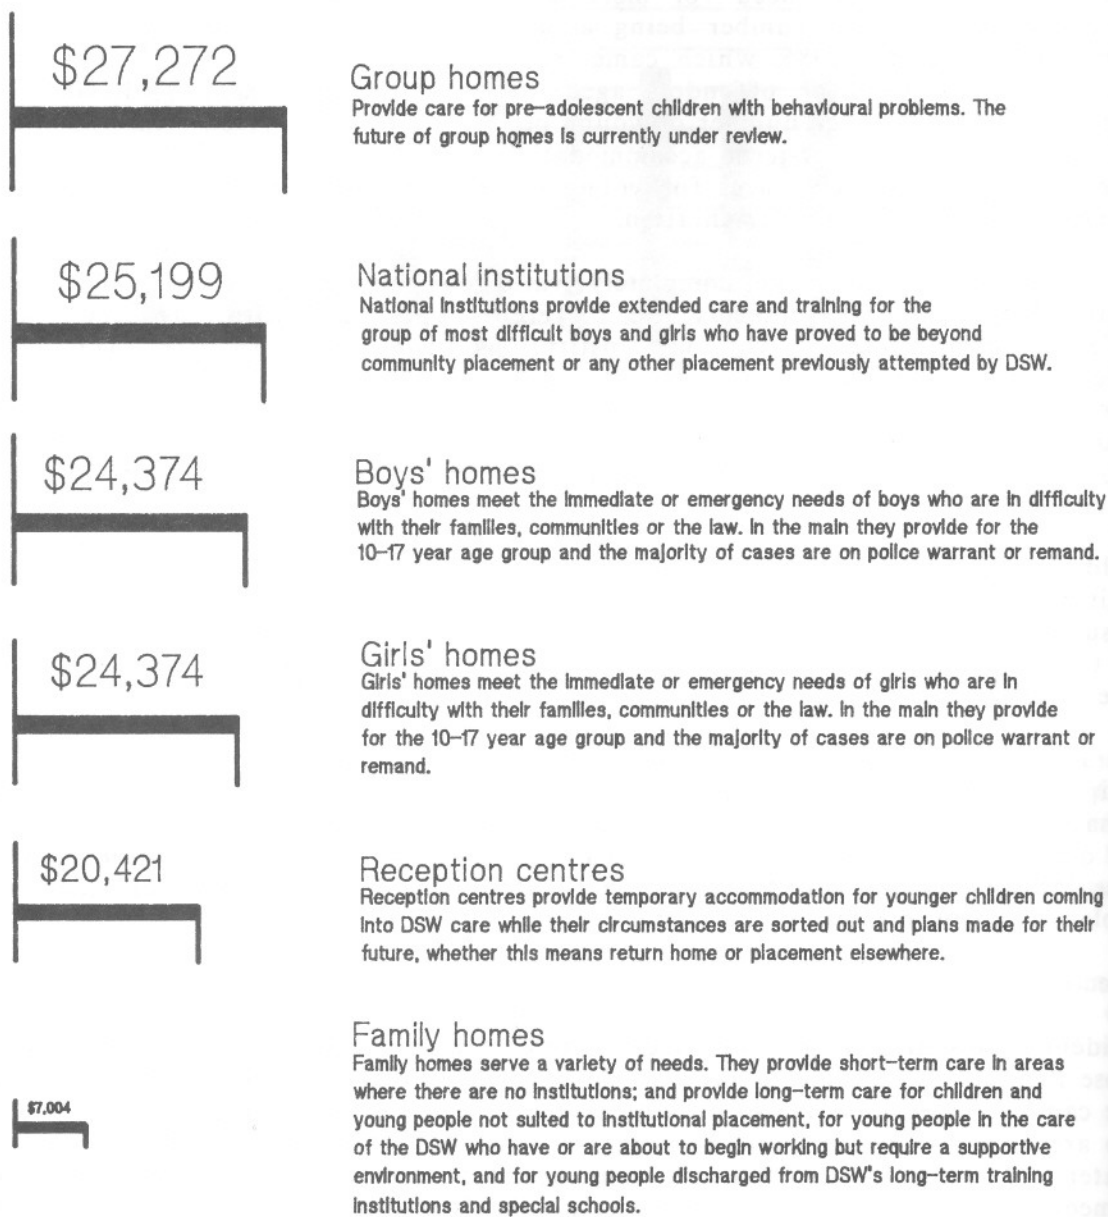 $27,272
Group homes
Provide care for pre-adolescent children with behavioural problems. The
future of group homes is currently under review.
$25,199
National institutions
National institutions provide extended care and training for the
group of most difficult boys and girls who have proved to be beyond
community placement or any other placement previously attempted by DSW.
$24,374
Boys' homes
Boys' homes meet the immediate or emergency needs of boys who are in difficulty
with their families, communities or the law. In the main they provide for the
10-17 year age group and the majority of cases are on police warrant or remand.
$24,374
Girls' homes
Girls' homes meet the immediate or emergency needs of girls who are in
difficulty with their families, communities or the law. In the main they provide
for the 10-17 year age group and the majority of cases are on police warrant or
remand.
$20,421
Reception centres
Reception centres provide temporary accommodation for younger children coming
into DSW care while their circumstances are sorted out and plans made for their
future, whether this means return home or placement elsewhere.
$7,004
Family homes
Family homes serve a variety of needs. They provide short-term care in areas
where there are no institutions; and provide long-term care for children and
young people not suited to institutional placement, for young people in the care
of the DSW who have or are about to begin working but require a supportive
environment, and for young people discharged from DSW's long-term training
institutions and special schools.